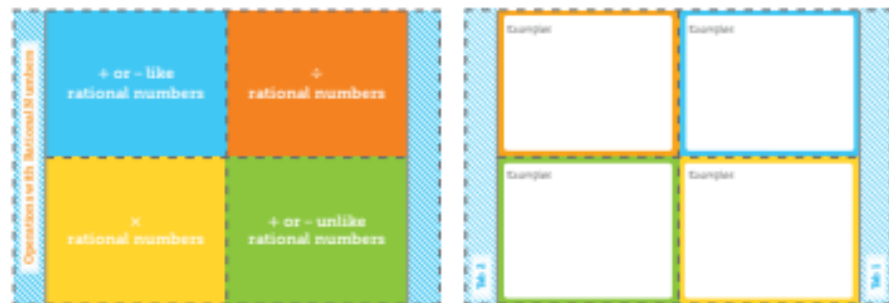 Operations with Rational Numbers
+ or – like
rational numbers
÷
rational numbers
×
rational numbers
+ or – unlike
rational numbers
Examples
Examples
Examples
Examples
Tab 2
Tab 1